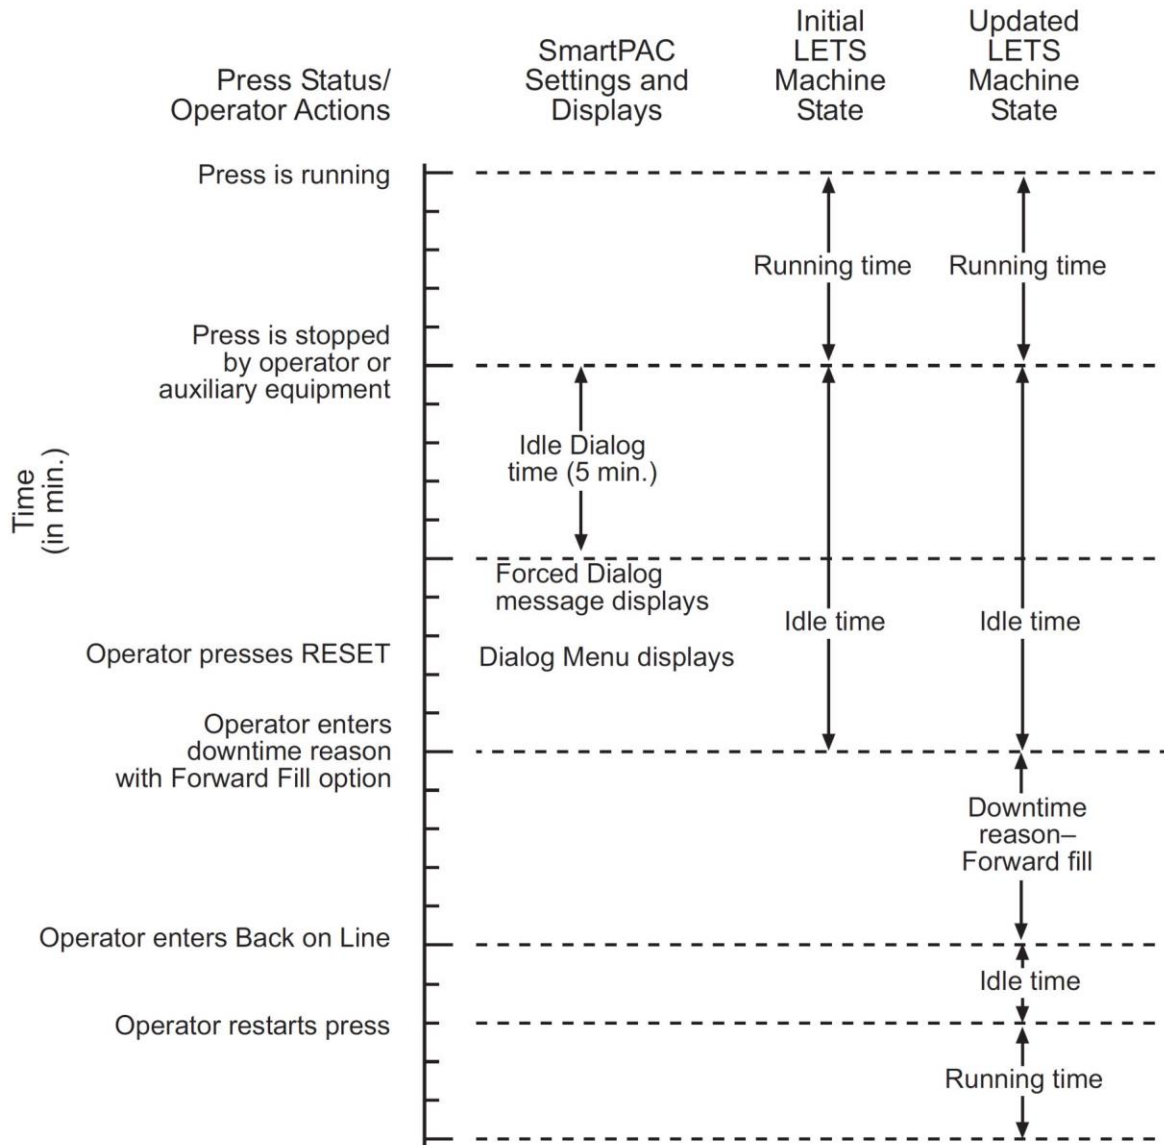 Press Status/
Operator Actions
SmartPAC
Settings and
Displays
Initial
LETS
Machine
State
Updated
LETS
Machine
State
Time
(in min.)
Press is running
Running time
Running time
Press is stopped
by operator or
auxiliary equipment
Idle Dialog
time (5 min.)
Forced Dialog
message displays
Idle time
Idle time
Operator presses RESET
Dialog Menu displays
Operator enters
downtime reason
with Forward Fill option
Downtime
reason–
Forward fill
Operator enters Back on Line
Idle time
Operator restarts press
Running time